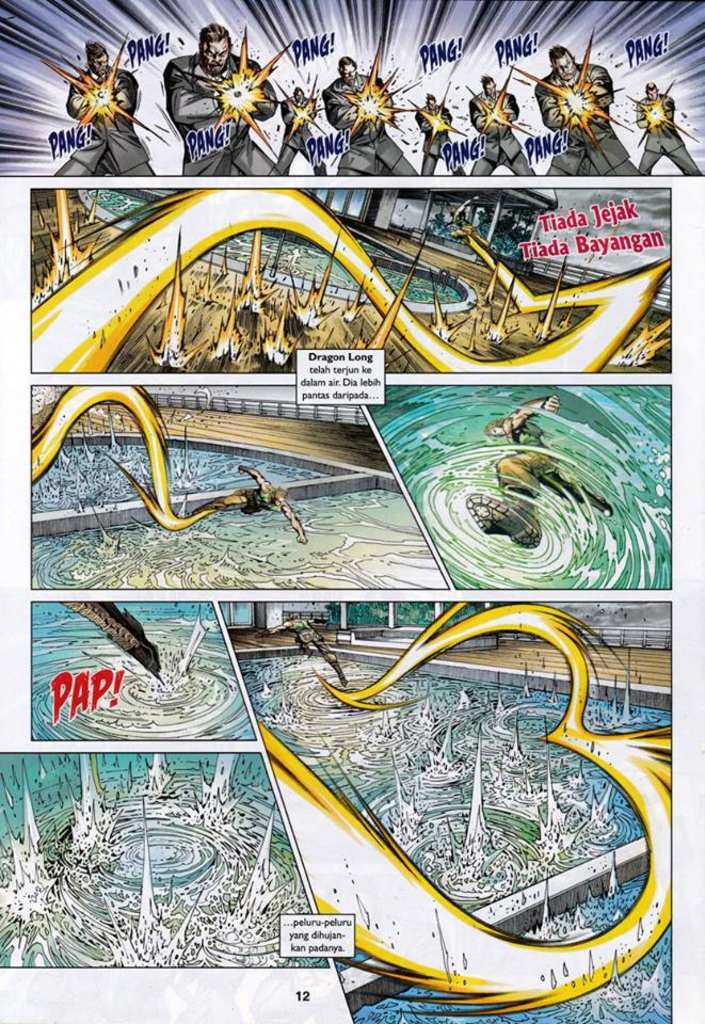 PANG!
PANG!
PANG!
PANG!
PANG!
PANG!
PANG!
PANG!
PANG!
PANG!
Tiada Jejak
Tiada Bayangan
Dragon Long
telah terjun ke
dalam air. Dia lebih
pantas daripada...
PAP!
...peluru-peluru
yang dihujan-
kan padanya.
12